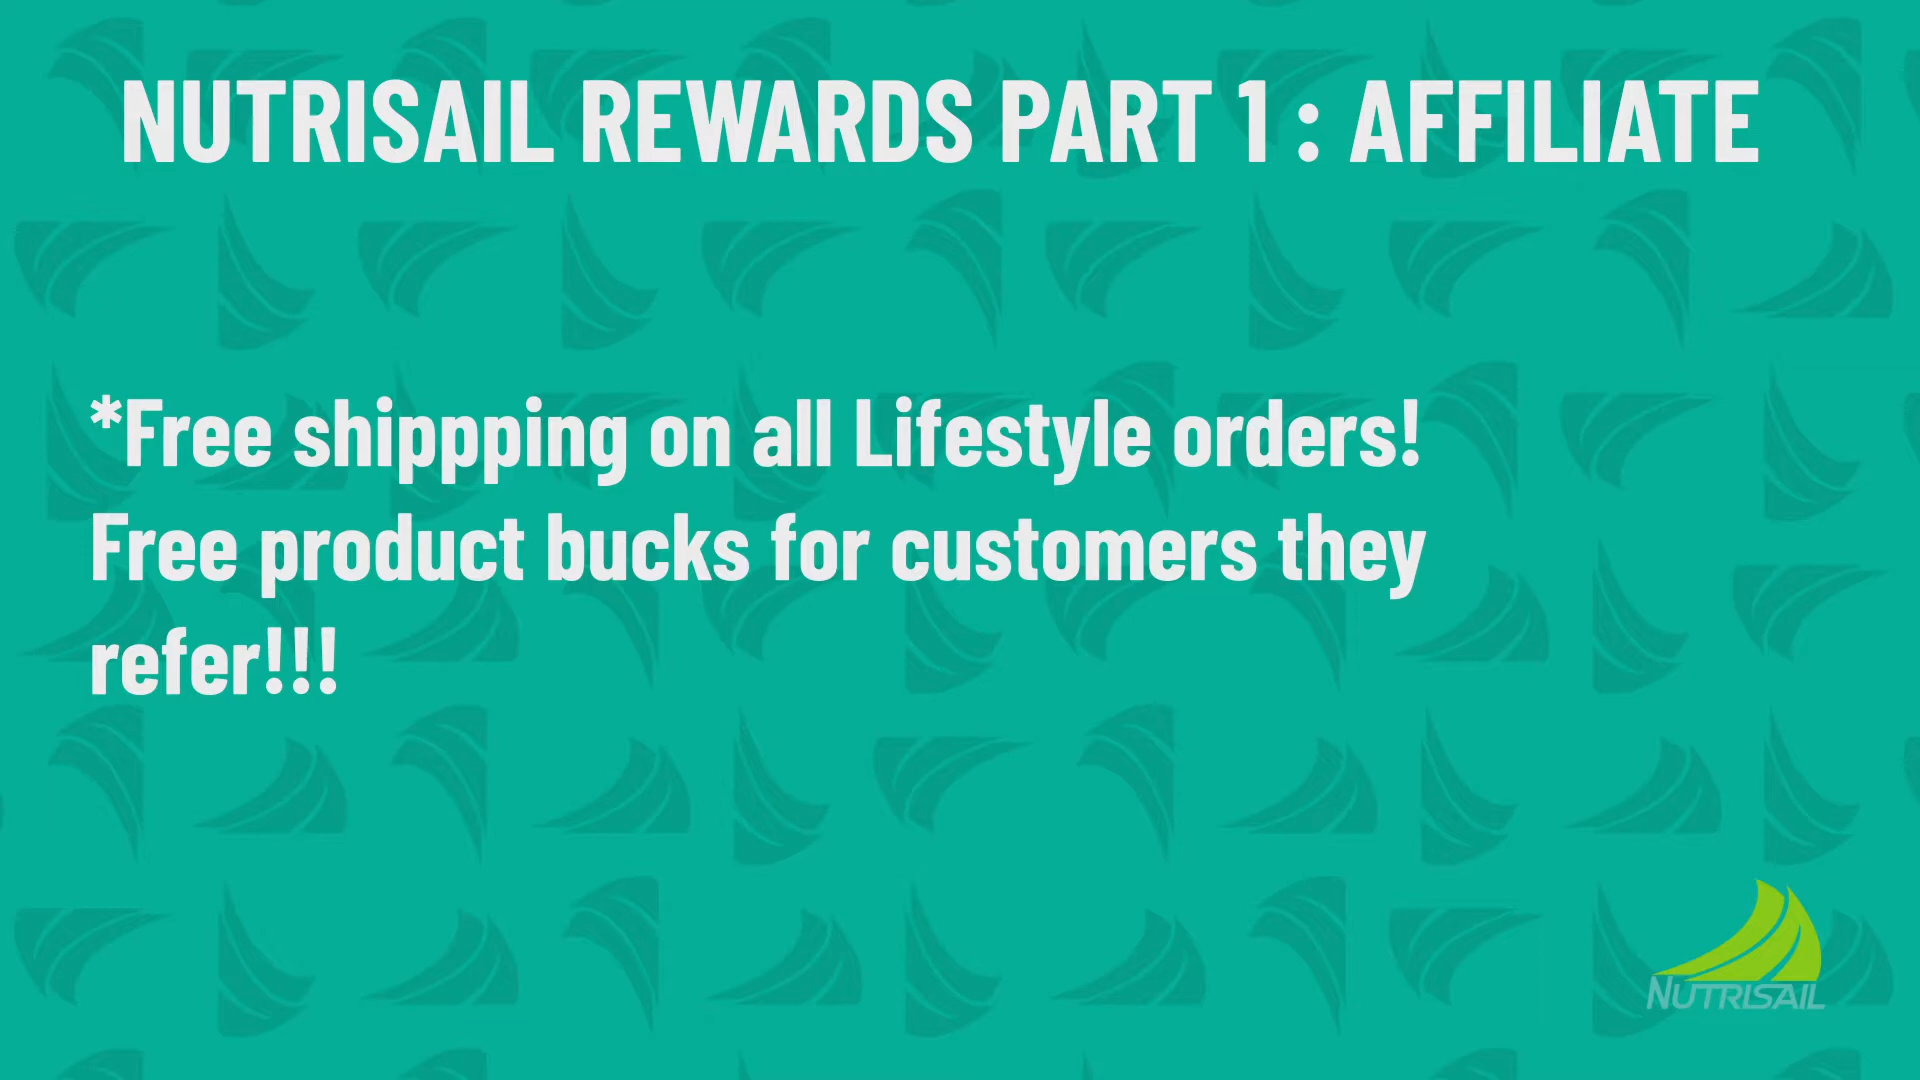 NUTRISAIL REWARDS PART 1 : AFFILIATE
*Free shippping on all Lifestyle orders!
Free product bucks for customers they
refer!!!
NUTRISAIL